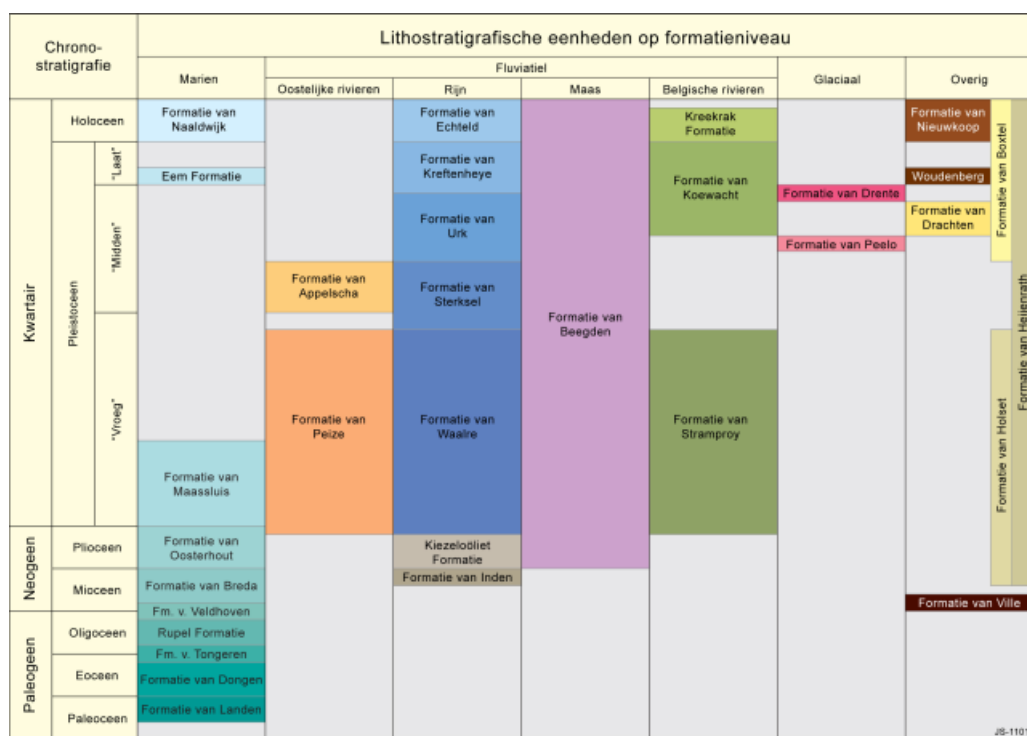 Chrono-
stratigrafie
Lithostratigrafische eenheden op formatieniveau
Marien
Fluviatiel
Glaciaal
Overig
Oostelijke rivieren
Rijn
Maas
Belgische rivieren
Kwartair
Holoceen
Pleistoceen
"Laat"
"Midden"
"Vroeg"
Neogeen
Plioceen
Mioceen
Paleogeen
Oligoceen
Eoceen
Paleoceen
Formatie van
Naaldwijk
Eem Formatie
Formatie van
Maassluis
Formatie van
Oosterhout
Formatie van Breda
Fm. v. Veldhoven
Rupel Formatie
Fm. v. Tongeren
Formatie van Dongen
Formatie van Landen
Formatie van
Appelscha
Formatie van
Peize
Formatie van
Echteld
Formatie van
Kreftenheye
Formatie van
Urk
Formatie van
Sterksel
Formatie van
Waalre
Kiezeloöliet
Formatie
Formatie van Inden
Formatie van
Beegden
Kreekrak
Formatie
Formatie van
Koewacht
Formatie van
Stramproy
Formatie van Drente
Formatie van Peelo
Formatie van
Nieuwkoop
Woudenberg
Formatie van
Drachten
Formatie van Boxtel
Formatie van Holset
Formatie van Heijenrath
Formatie van Ville
JS-1101